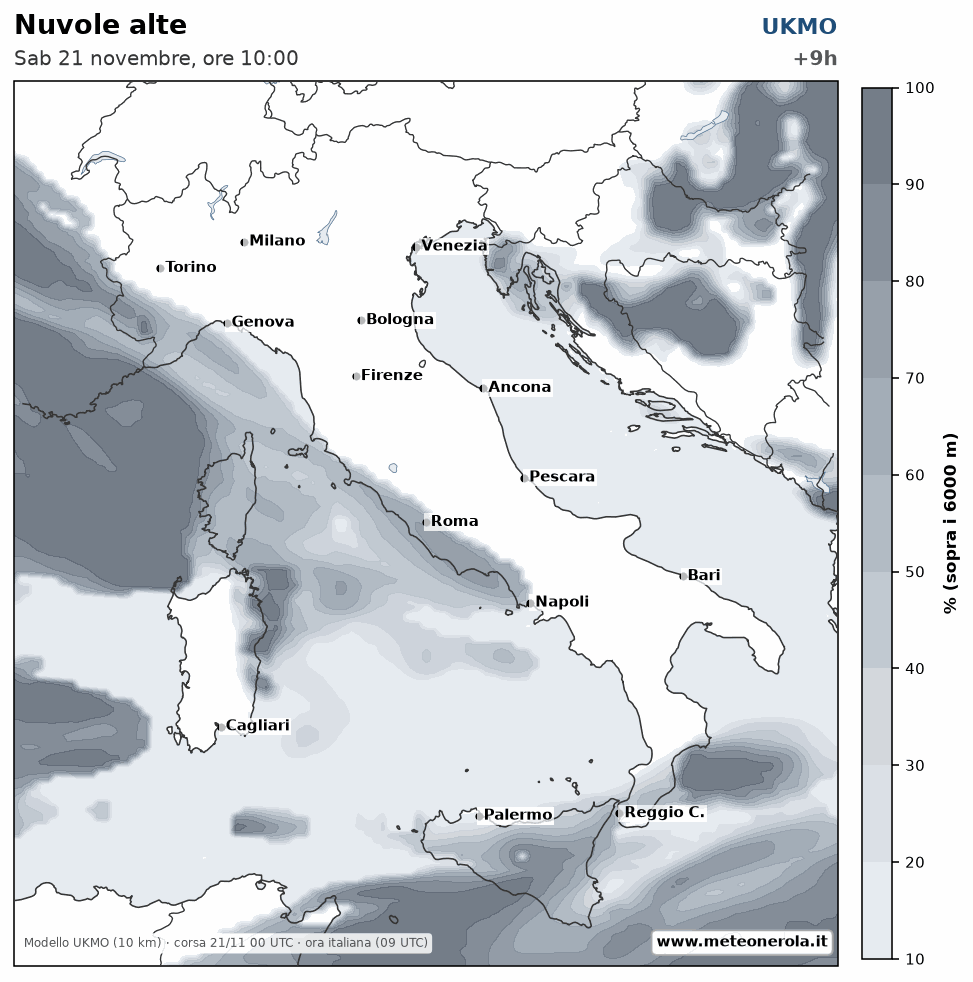 Nuvole alte
UKMO
Sab 21 novembre, ore 10:00
+9h
Milano
Venezia
Torino
Genova
Bologna
Firenze
Ancona
Pescara
Roma
Bari
Napoli
Cagliari
Palermo
Reggio C.
Modello UKMO (10 km) · corsa 21/11 00 UTC · ora italiana (09 UTC)
www.meteonerola.it
100
90
80
70
60
50
40
30
20
10
% (sopra i 6000 m)